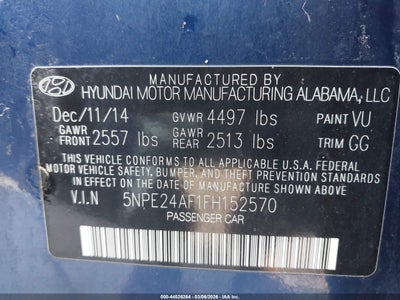 MANUFACTURED BY
HYUNDAI MOTOR MANUFACTURING ALABAMA, LLC
Dec/11/14 GVWR 4497 lbs PAINT VU
GAWR FRONT 2557 lbs GAWR REAR 2513 lbs TRIM GG
THIS VEHICLE CONFORMS TO ALL APPLICABLE U.S.A. FEDERAL
MOTOR VEHICLE SAFETY, BUMPER, AND THEFT PREVENTION STANDARDS
IN EFFECT ON THE DATE OF MANUFACTURE SHOWN ABOVE.
V.I.N 5NPE24AF1FH152570
PASSENGER CAR
000-44526264 | 03/06/2026 - © IAA